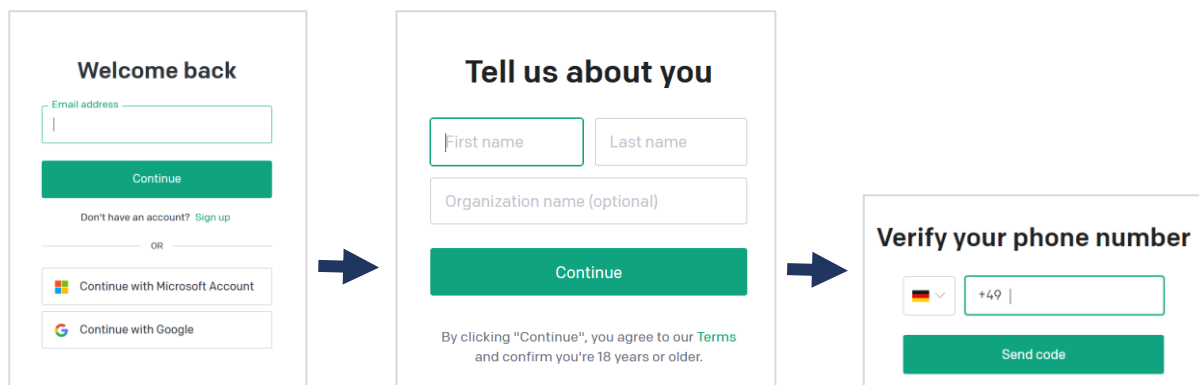 Welcome back
Email address
Continue
Don't have an account? Sign up
OR
Continue with Microsoft Account
Continue with Google
Tell us about you
First name
Last name
Organization name (optional)
Continue
By clicking "Continue", you agree to our Terms
and confirm you're 18 years or older.
Verify your phone number
+49
Send code